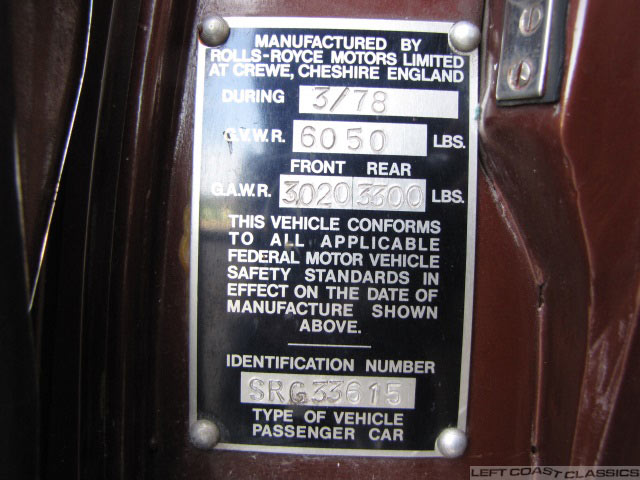 MANUFACTURED BY
ROLLS-ROYCE MOTORS LIMITED
AT CREWE, CHESHIRE ENGLAND
DURING 3/78
G.V.W.R. 6050 LBS.
FRONT REAR
G.A.W.R. 3020 3300 LBS.
THIS VEHICLE CONFORMS
TO ALL APPLICABLE
FEDERAL MOTOR VEHICLE
SAFETY STANDARDS IN
EFFECT ON THE DATE OF
MANUFACTURE SHOWN
ABOVE.
IDENTIFICATION NUMBER
SRG33615
TYPE OF VEHICLE
PASSENGER CAR
LEFT COAST CLASSICS